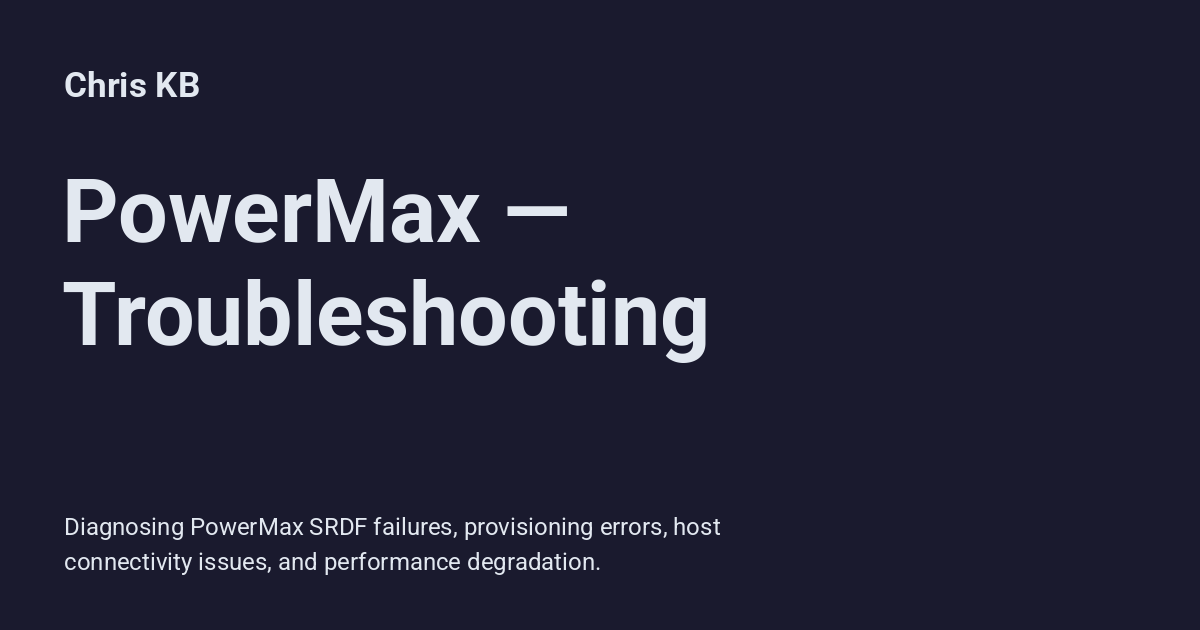 Chris KB
PowerMax —
Troubleshooting
Diagnosing PowerMax SRDF failures, provisioning errors, host
connectivity issues, and performance degradation.